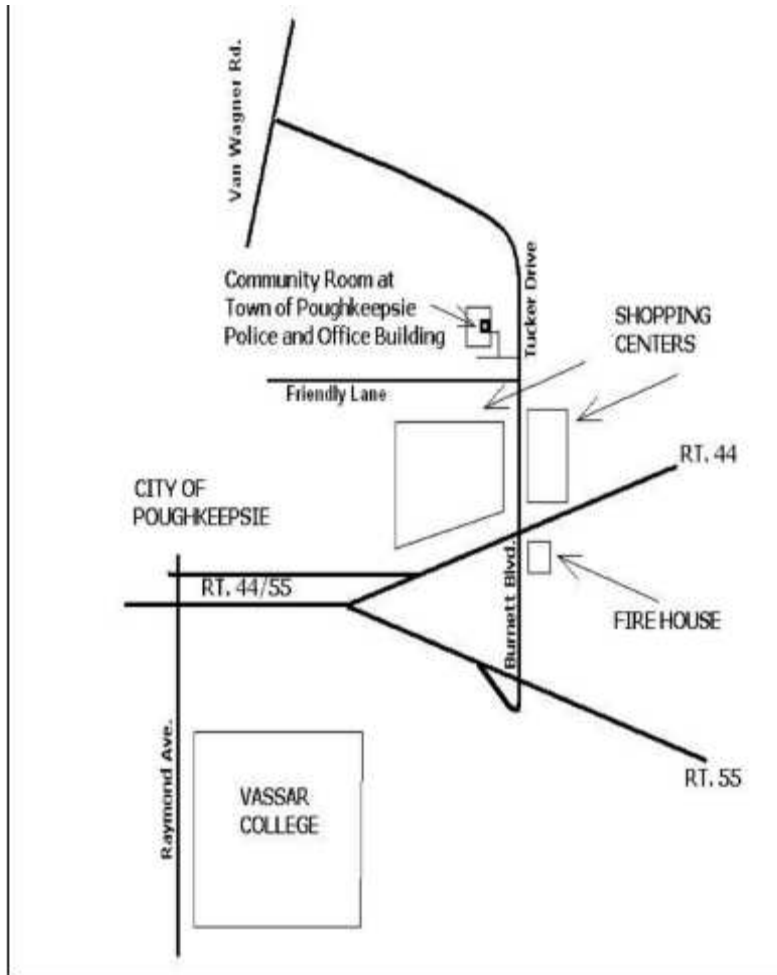 Van Wagner Rd.
Community Room at
Town of Poughkeepsie
Police and Office Building
Tucker Drive
SHOPPING
CENTERS
Friendly Lane
RT. 44
CITY OF
POUGHKEEPSIE
RT. 44/55
Burnett Blvd.
FIRE HOUSE
Raymond Ave.
VASSAR
COLLEGE
RT. 55